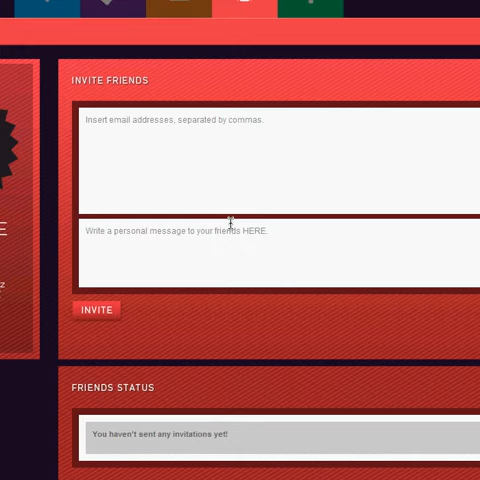 INVITE FRIENDS
Insert email addresses, separated by commas.
Write a personal message to your friends HERE.
INVITE
FRIENDS STATUS
You haven't sent any invitations yet!